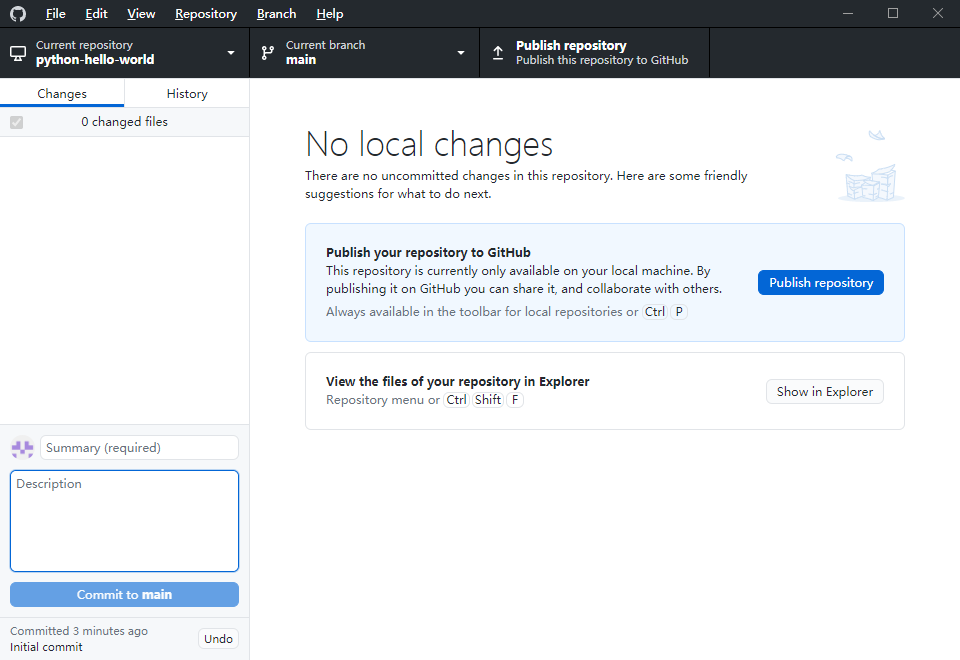 File Edit View Repository Branch Help
Current repository
python-hello-world
Current branch
main
Publish repository
Publish this repository to GitHub
Changes History
0 changed files
No local changes
There are no uncommitted changes in this repository. Here are some friendly
suggestions for what to do next.
Publish your repository to GitHub
This repository is currently only available on your local machine. By
publishing it on GitHub you can share it, and collaborate with others.
Always available in the toolbar for local repositories or Ctrl P
Publish repository
View the files of your repository in Explorer
Repository menu or Ctrl Shift F
Show in Explorer
Summary (required)
Description
Commit to main
Committed 3 minutes ago
Initial commit
Undo